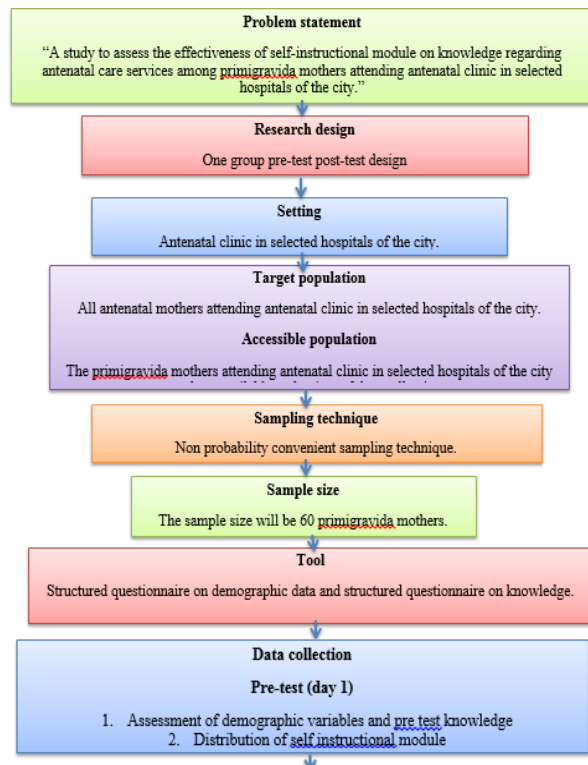 Problem statement
“A study to assess the effectiveness of self-instructional module on knowledge regarding
antenatal care services among primigravida mothers attending antenatal clinic in selected
hospitals of the city.”
Research design
One group pre-test post-test design
Setting
Antenatal clinic in selected hospitals of the city.
Target population
All antenatal mothers attending antenatal clinic in selected hospitals of the city.
Accessible population
The primigravida mothers attending antenatal clinic in selected hospitals of the city
Sampling technique
Non probability convenient sampling technique.
Sample size
The sample size will be 60 primigravida mothers.
Tool
Structured questionnaire on demographic data and structured questionnaire on knowledge.
Data collection
Pre-test (day 1)
1. Assessment of demographic variables and pre test knowledge
2. Distribution of self instructional module